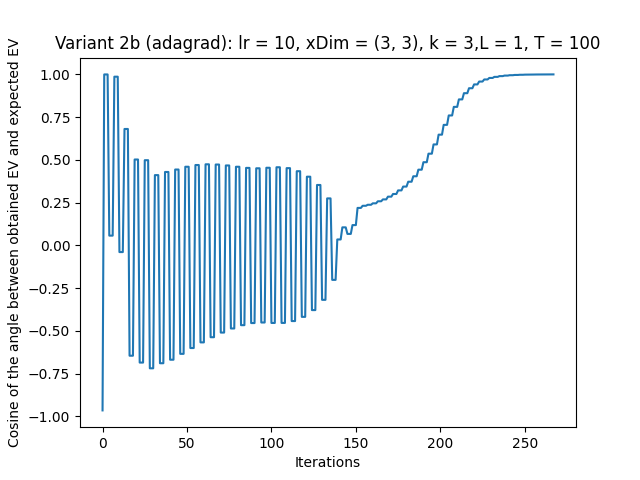 Variant 2b (adagrad): lr = 10, xDim = (3, 3), k = 3,L = 1, T = 100
Cosine of the angle between obtained EV and expected EV
1.00
0.75
0.50
0.25
0.00
−0.25
−0.50
−0.75
−1.00
0 50 100 150 200 250
Iterations